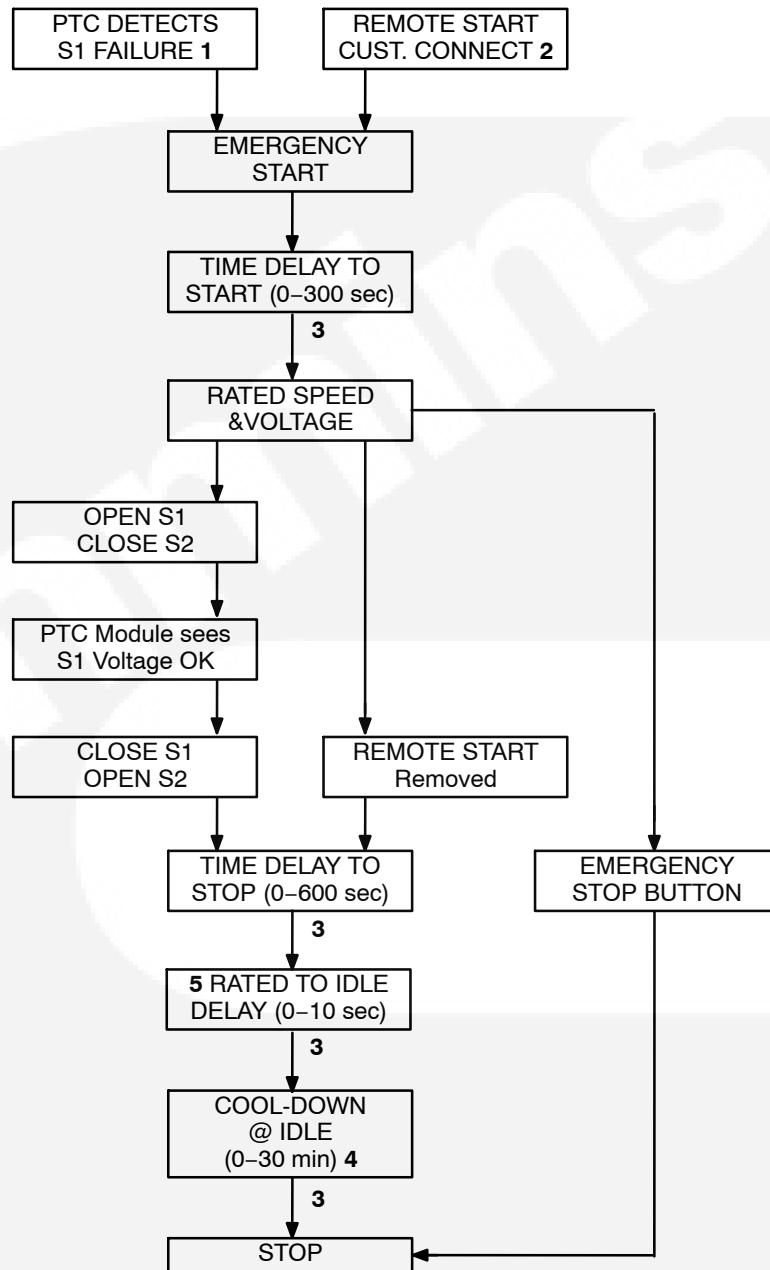 PTC DETECTS
S1 FAILURE 1
REMOTE START
CUST. CONNECT 2
EMERGENCY
START
TIME DELAY TO
START (0−300 sec)
3
RATED SPEED
&VOLTAGE
OPEN S1
CLOSE S2
PTC Module sees
S1 Voltage OK
CLOSE S1
OPEN S2
REMOTE START
Removed
TIME DELAY TO
STOP (0−600 sec)
EMERGENCY
STOP BUTTON
3
5 RATED TO IDLE
DELAY (0−10 sec)
3
COOL-DOWN
@ IDLE
(0−30 min) 4
3
STOP
mmins